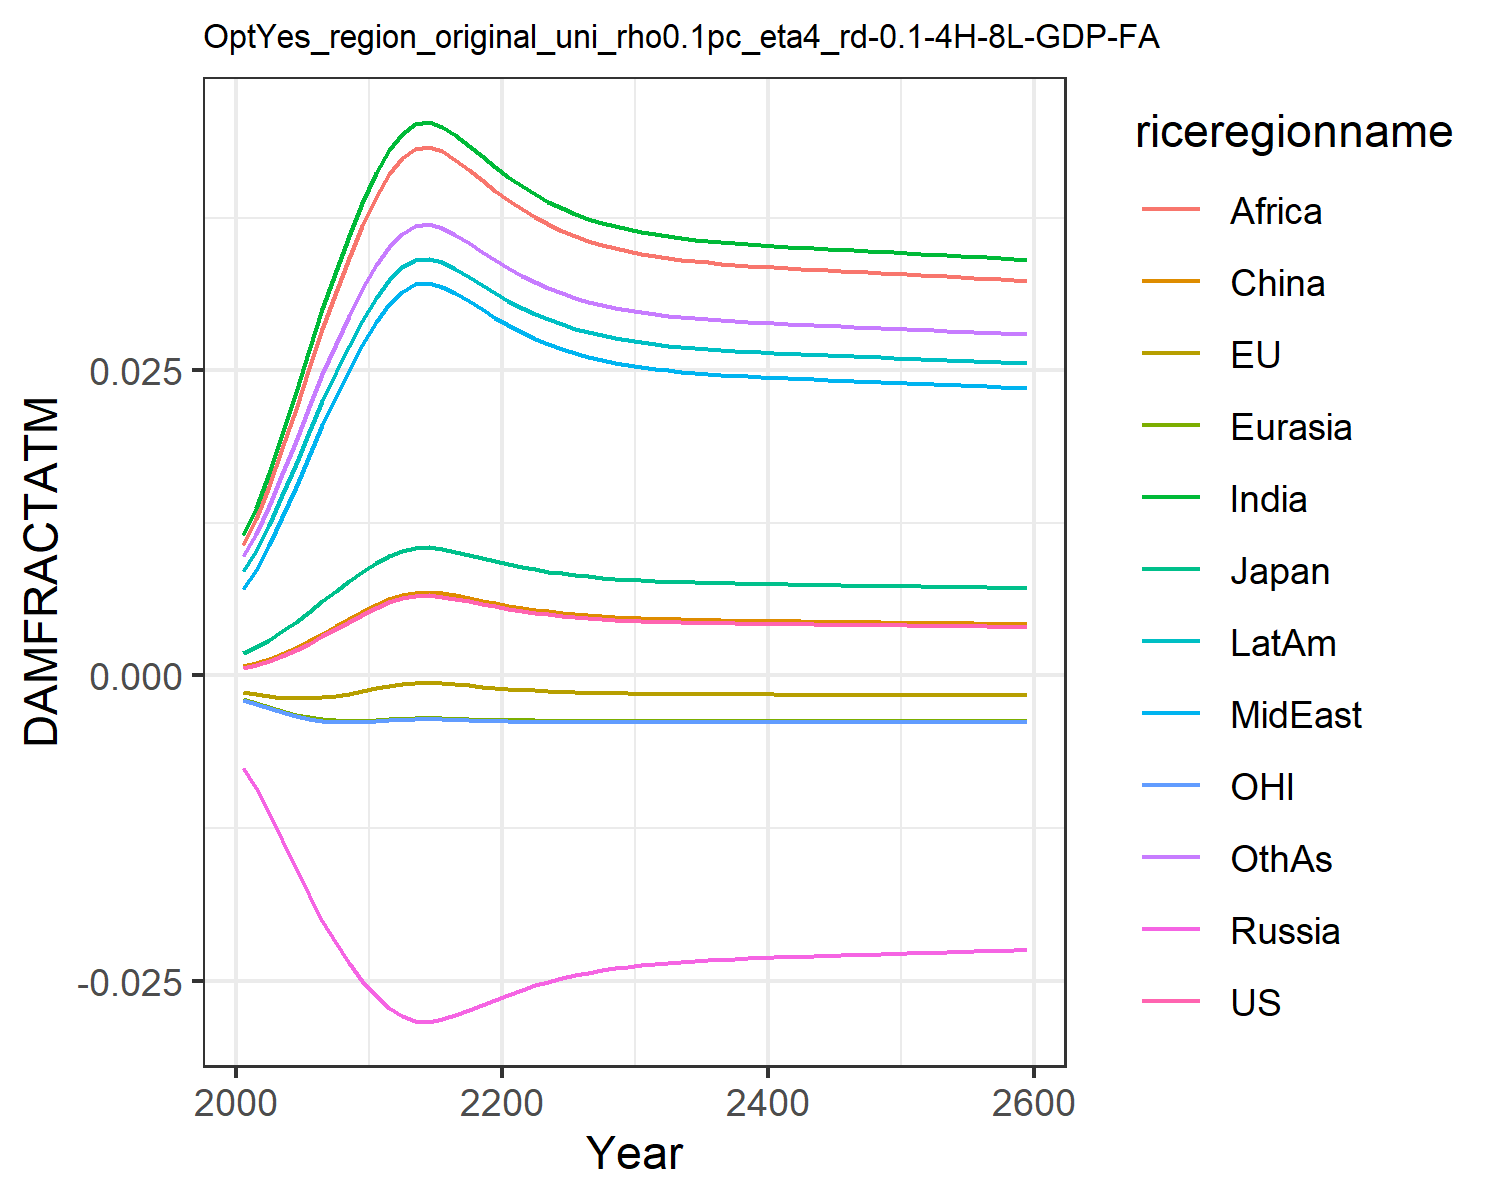 OptYes_region_original_uni_rho0.1pc_eta4_rd-0.1-4H-8L-GDP-FA
DAMFRACTATM
0.025
0.000
-0.025
2000
2200
2400
2600
Year
riceregionname
Africa
China
EU
Eurasia
India
Japan
LatAm
MidEast
OHI
OthAs
Russia
US